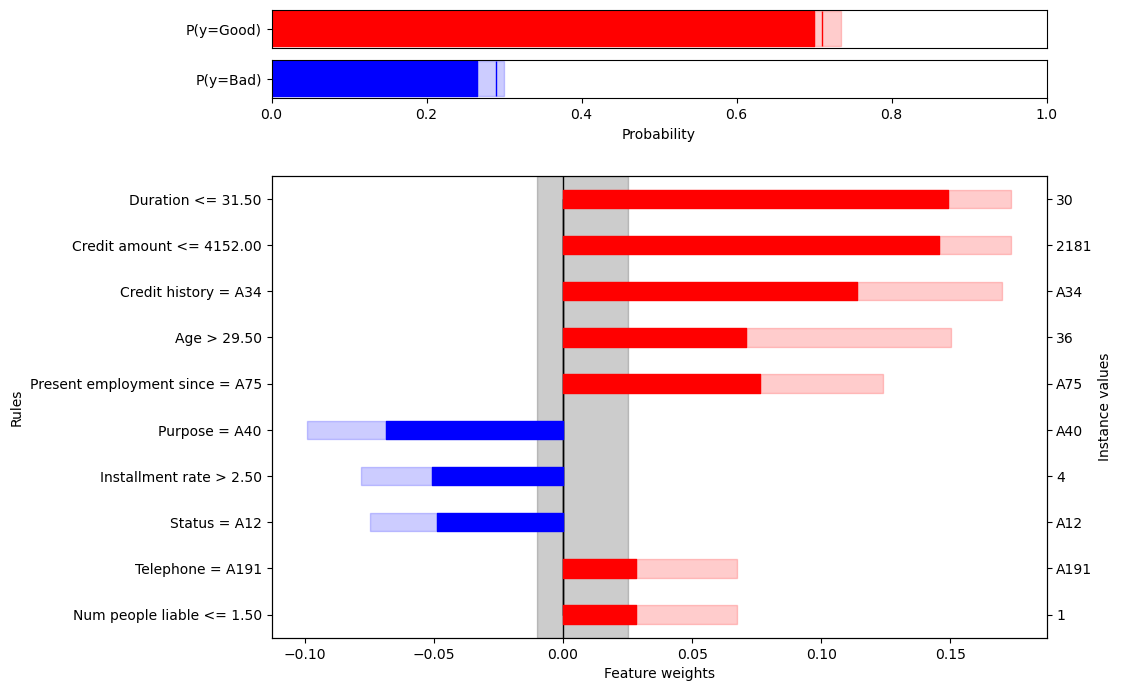 P(y=Good)
P(y=Bad)
0.0 0.2 0.4 0.6 0.8 1.0
Probability
Duration <= 31.50 30
Credit amount <= 4152.00 2181
Credit history = A34 A34
Age > 29.50 36
Present employment since = A75 A75
Purpose = A40 A40
Installment rate > 2.50 4
Status = A12 A12
Telephone = A191 A191
Num people liable <= 1.50 1
Rules
Instance values
−0.10 −0.05 0.00 0.05 0.10 0.15
Feature weights